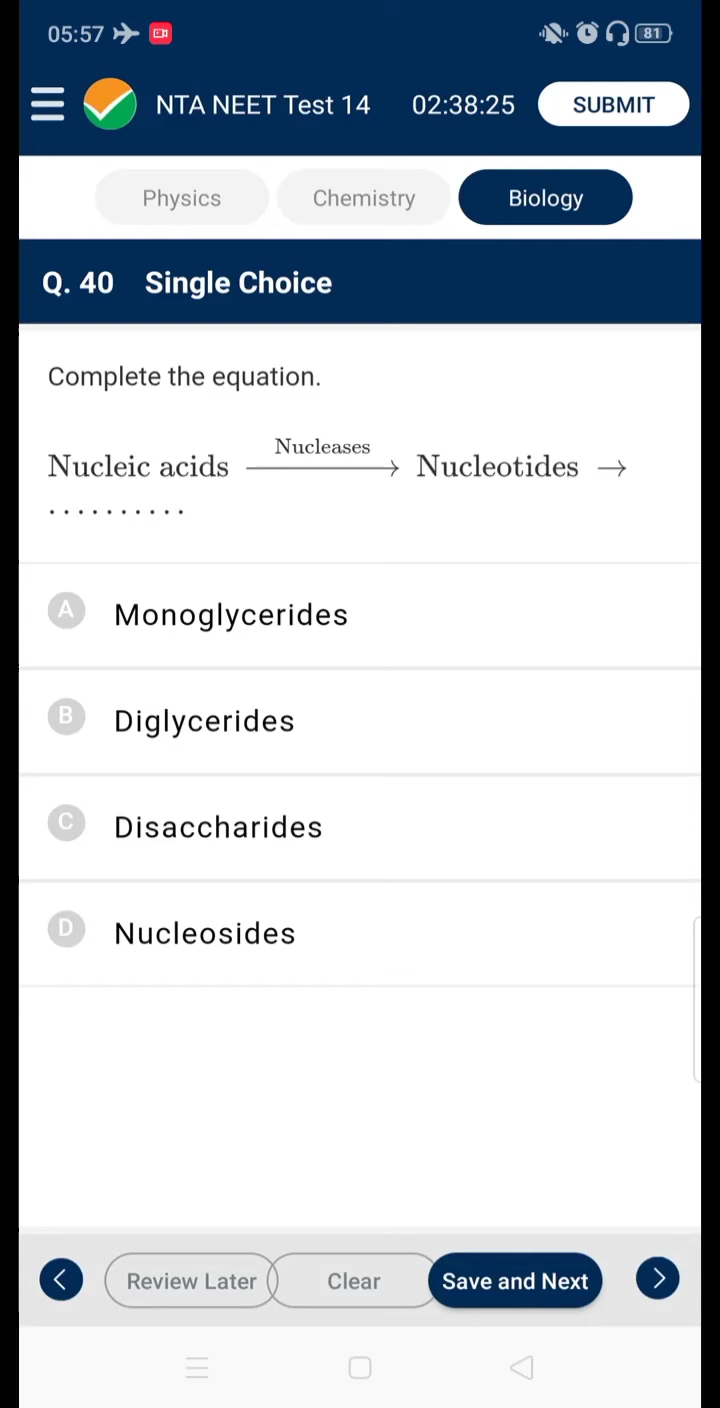 05:57 81
NTA NEET Test 14 02:38:25 SUBMIT
Physics Chemistry Biology
Q. 40 Single Choice
Complete the equation.
Nucleases
Nucleic acids ⟶ Nucleotides →
..........
A Monoglycerides
B Diglycerides
C Disaccharides
D Nucleosides
Review Later Clear Save and Next